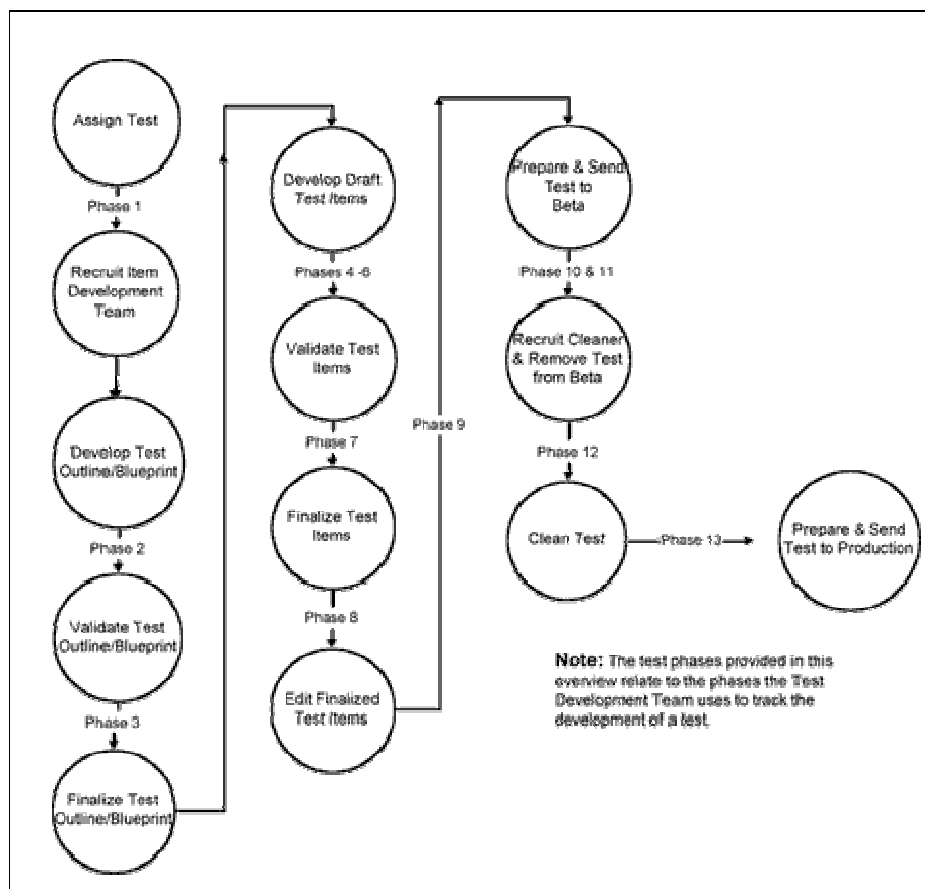 Assign Test
Phase 1
Recruit Item
Development
Team
Develop Test
Outline/Blueprint
Phase 2
Validate Test
Outline/Blueprint
Phase 3
Finalize Test
Outline/Blueprint
Develop Draft
Test Items
Phases 4 -6
Validate Test
Items
Phase 7
Finalize Test
Items
Phase 8
Edit Finalized
Test Items
Phase 9
Prepare & Send
Test to
Beta
Phase 10 & 11
Recruit Cleaner
& Remove Test
from Beta
Phase 12
Clean Test
Phase 13
Prepare & Send
Test to Production
Note: The test phases provided in this
overview relate to the phases the Test
Development Team uses to track the
development of a test.